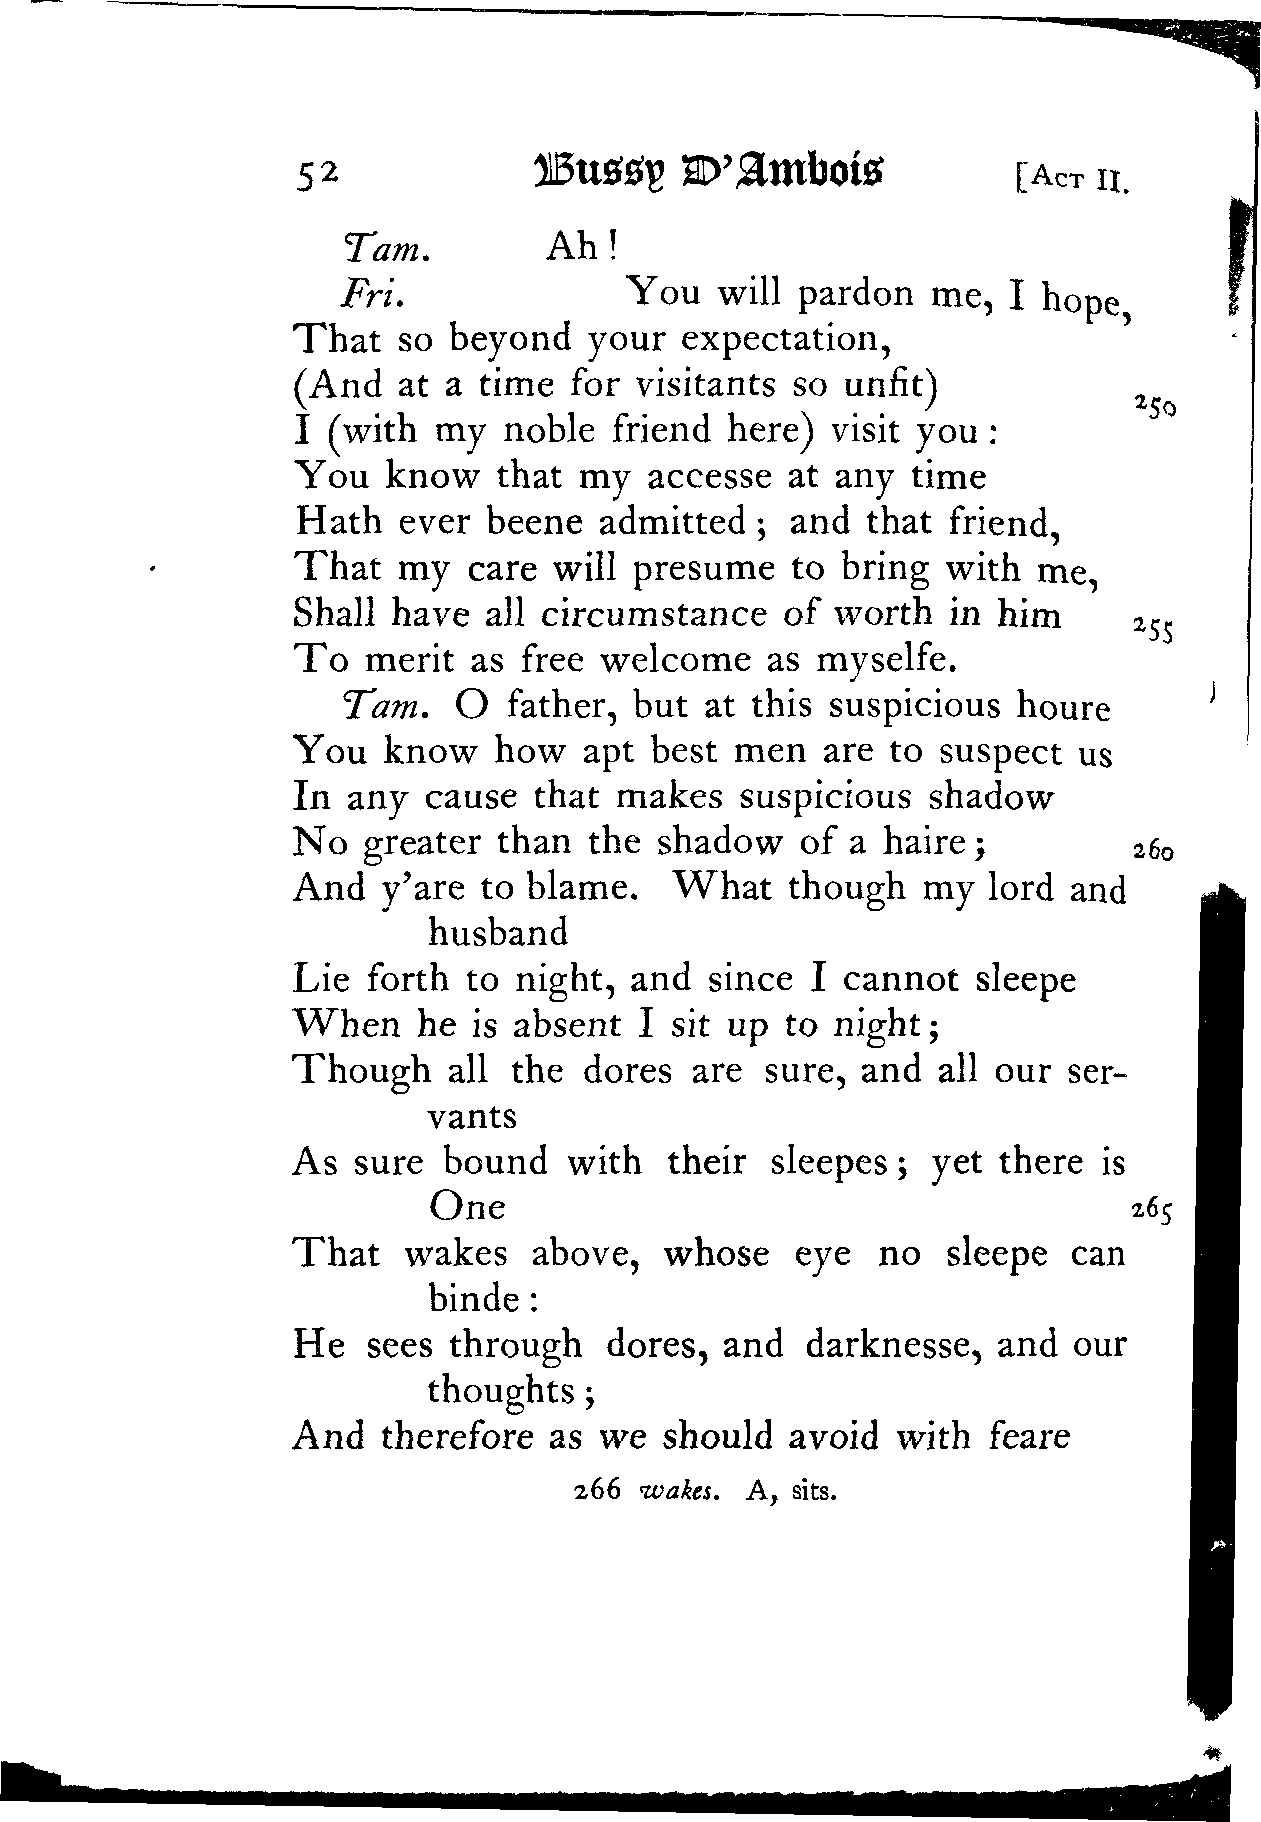 52 Bussy D'Ambois [ACT II.
Tam. Ah !
Fri. You will pardon me, I hope,
That so beyond your expectation,
(And at a time for visitants so unfit) 250
I (with my noble friend here) visit you :
You know that my accesse at any time
Hath ever beene admitted ; and that friend,
That my care will presume to bring with me,
Shall have all circumstance of worth in him 255
To merit as free welcome as myselfe.
Tam. O father, but at this suspicious houre
You know how apt best men are to suspect us
In any cause that makes suspicious shadow
No greater than the shadow of a haire ; 260
And y'are to blame. What though my lord and
husband
Lie forth to night, and since I cannot sleepe
When he is absent I sit up to night ;
Though all the dores are sure, and all our ser-
vants
As sure bound with their sleepes ; yet there is
One 265
That wakes above, whose eye no sleepe can
binde :
He sees through dores, and darknesse, and our
thoughts ;
And therefore as we should avoid with feare
266 wakes. A, sits.